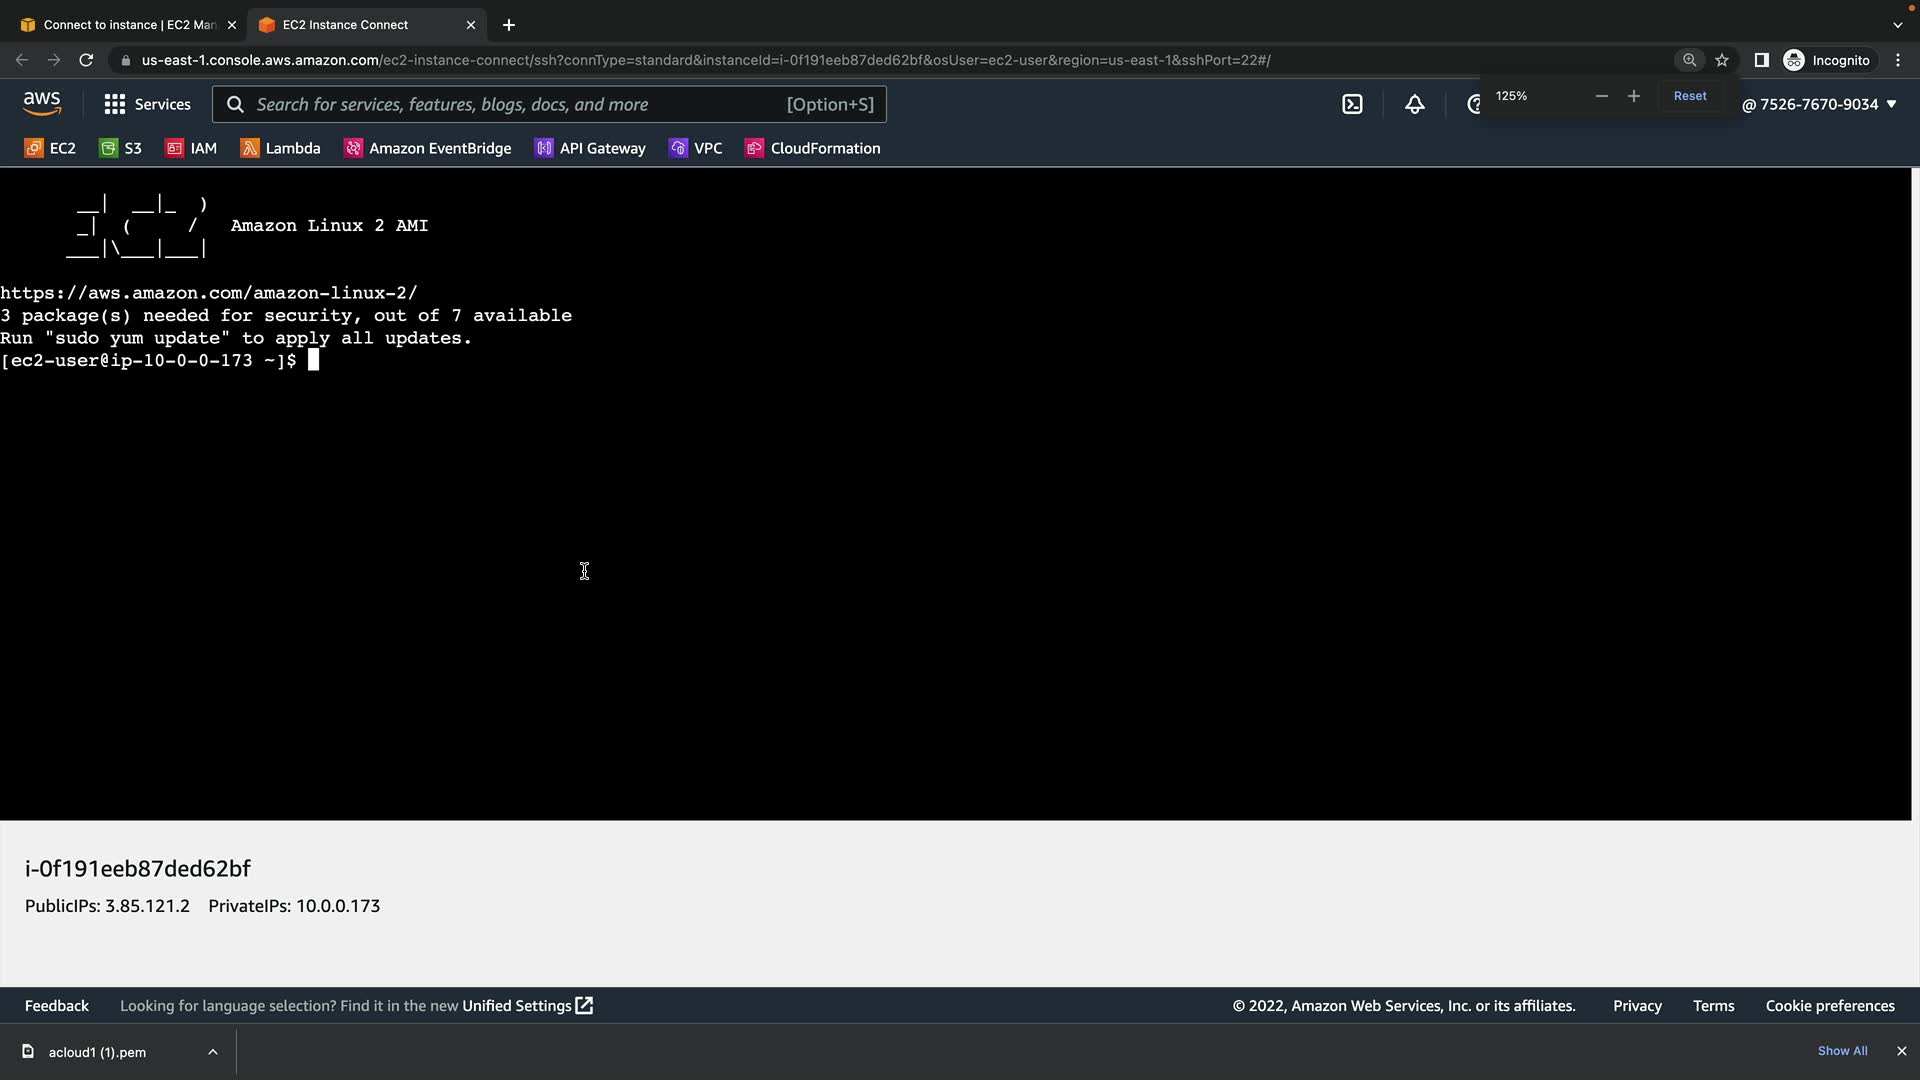 Connect to instance | EC2 Man
EC2 Instance Connect
us-east-1.console.aws.amazon.com/ec2-instance-connect/ssh?connType=standard&instanceId=i-0f191eeb87ded62bf&osUser=ec2-user&region=us-east-1&sshPort=22#/
Incognito
125%
Reset
aws
Services
Search for services, features, blogs, docs, and more
[Option+S]
@ 7526-7670-9034
EC2
S3
IAM
Lambda
Amazon EventBridge
API Gateway
VPC
CloudFormation
__|  __|_  )
_|  (     /   Amazon Linux 2 AMI
___|\___|___|
https://aws.amazon.com/amazon-linux-2/
3 package(s) needed for security, out of 7 available
Run "sudo yum update" to apply all updates.
[ec2-user@ip-10-0-0-173 ~]$
i-0f191eeb87ded62bf
PublicIPs: 3.85.121.2 PrivateIPs: 10.0.0.173
Feedback
Looking for language selection? Find it in the new Unified Settings
© 2022, Amazon Web Services, Inc. or its affiliates.
Privacy
Terms
Cookie preferences
acloud1 (1).pem
Show All